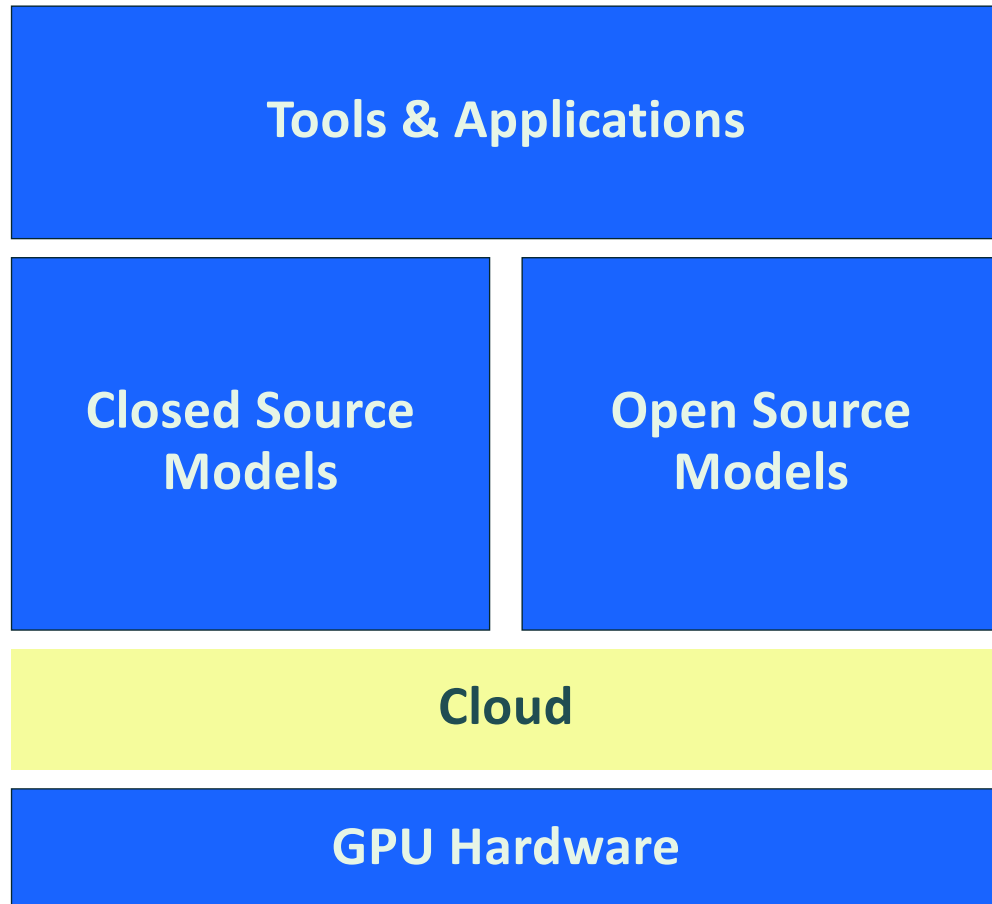 Tools & Applications
Closed Source
Models
Open Source
Models
Cloud
GPU Hardware